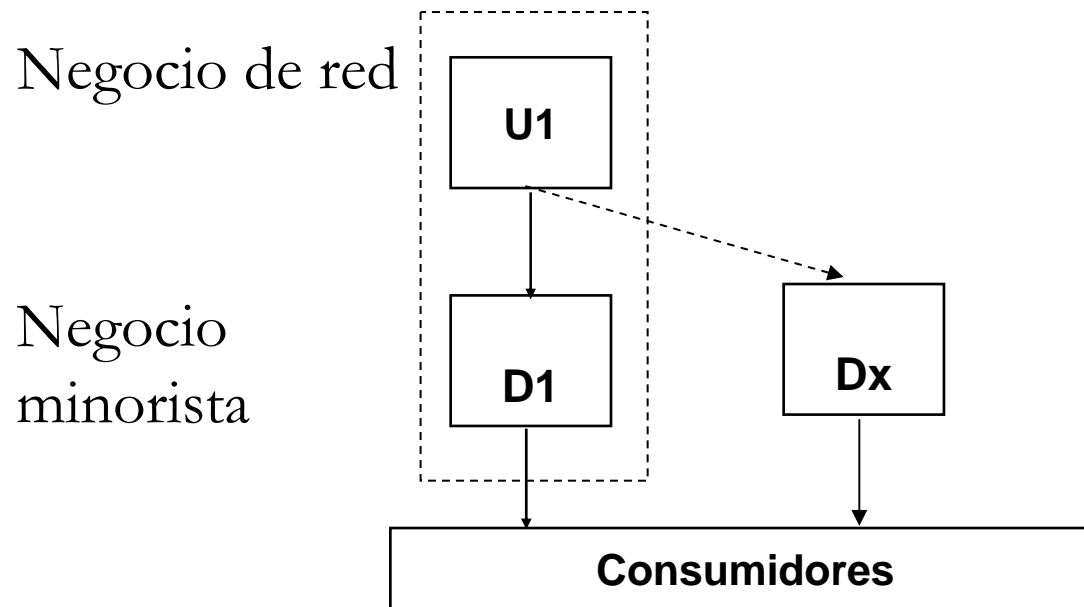 Negocio de red
U1
Negocio
minorista
D1
Dx
Consumidores